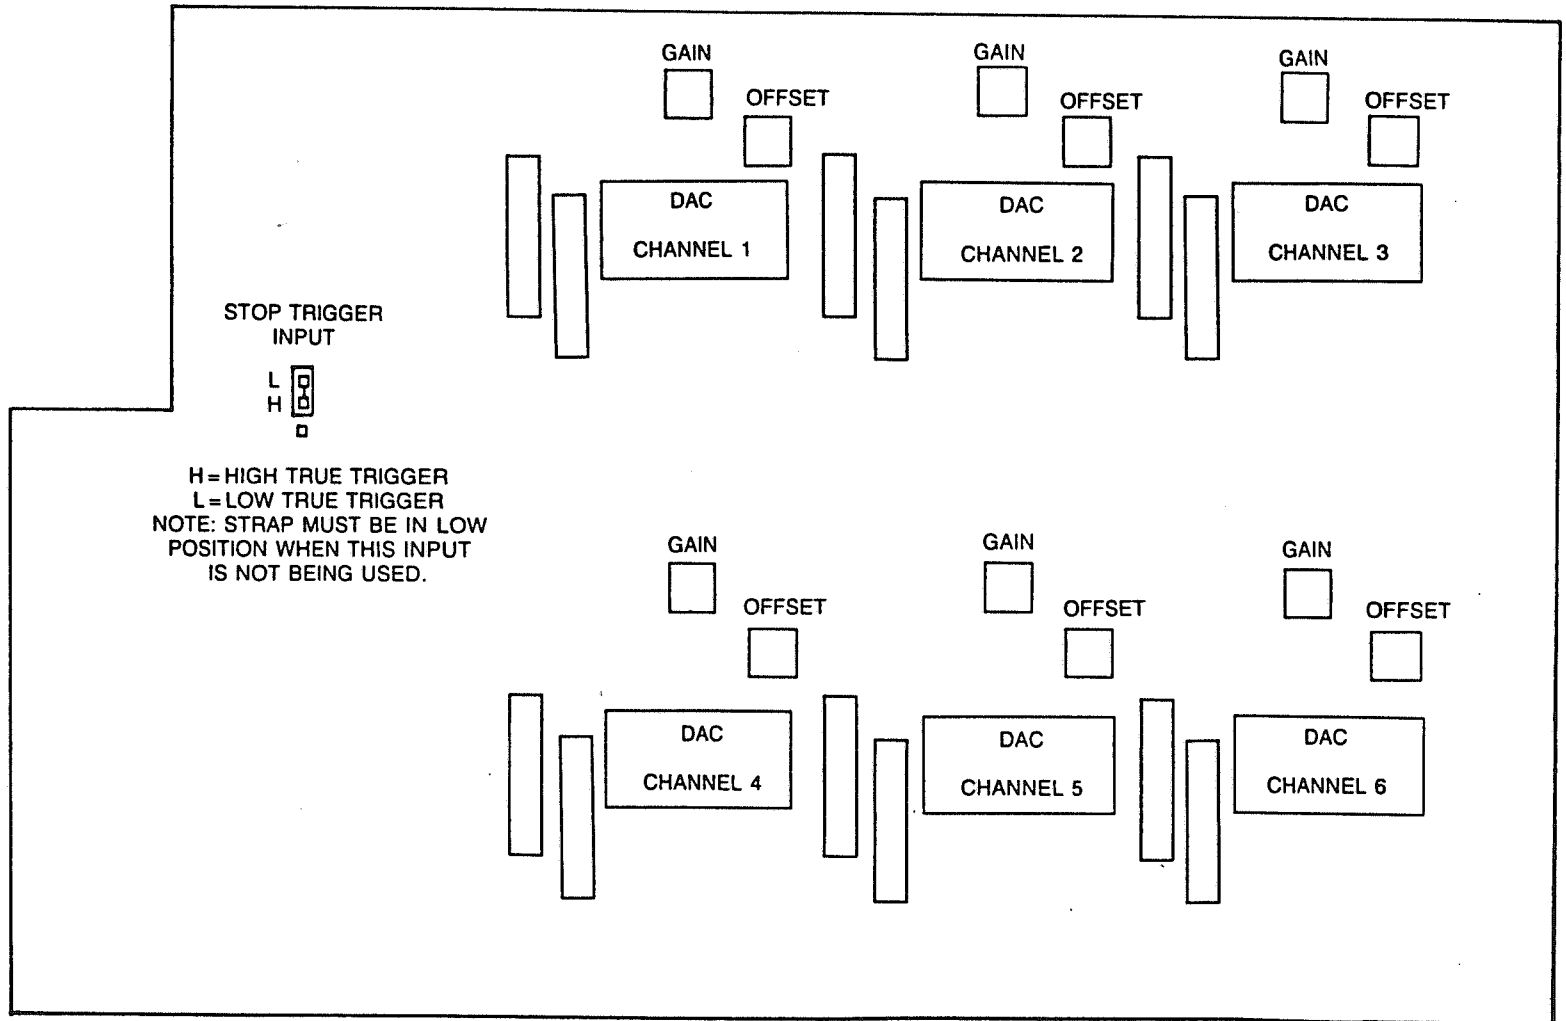 GAIN
OFFSET
DAC
CHANNEL 1
GAIN
OFFSET
DAC
CHANNEL 2
GAIN
OFFSET
DAC
CHANNEL 3
STOP TRIGGER
INPUT
L
H
H=HIGH TRUE TRIGGER
L=LOW TRUE TRIGGER
NOTE: STRAP MUST BE IN LOW
POSITION WHEN THIS INPUT
IS NOT BEING USED.
GAIN
OFFSET
DAC
CHANNEL 4
GAIN
OFFSET
DAC
CHANNEL 5
GAIN
OFFSET
DAC
CHANNEL 6